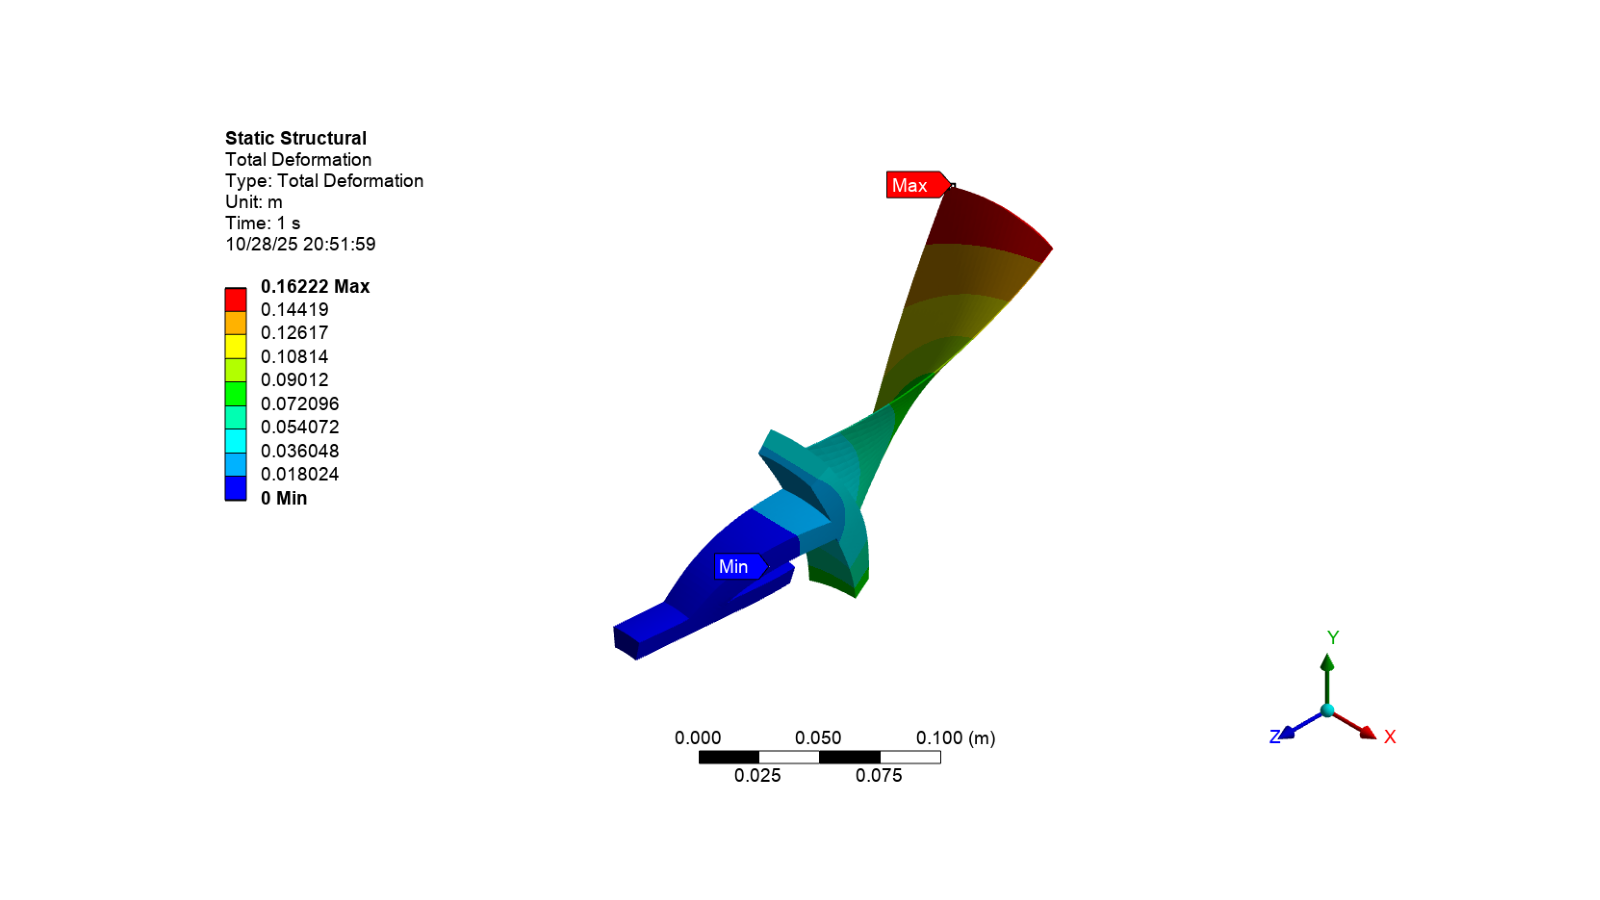 Static Structural
Total Deformation
Type: Total Deformation
Unit: m
Time: 1 s
10/28/25 20:51:59
0.16222 Max
0.14419
0.12617
0.10814
0.09012
0.072096
0.054072
0.036048
0.018024
0 Min
Max
Min
0.000 0.050 0.100 (m)
0.025 0.075
Y
Z X